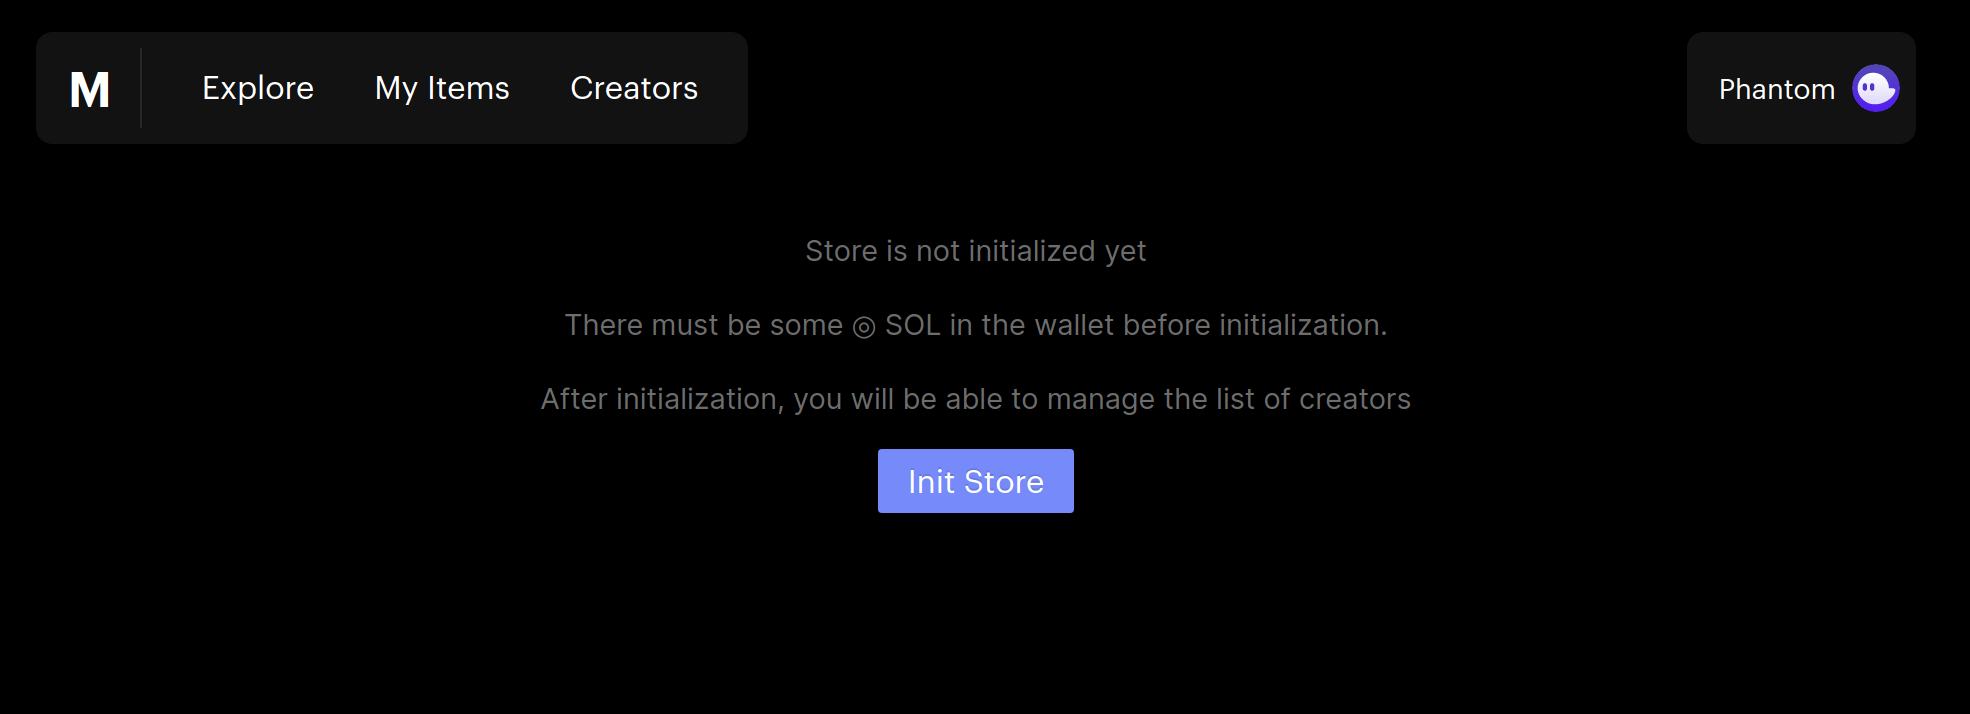 M
Explore
My Items
Creators
Phantom
Store is not initialized yet
There must be some ◎ SOL in the wallet before initialization.
After initialization, you will be able to manage the list of creators
Init Store